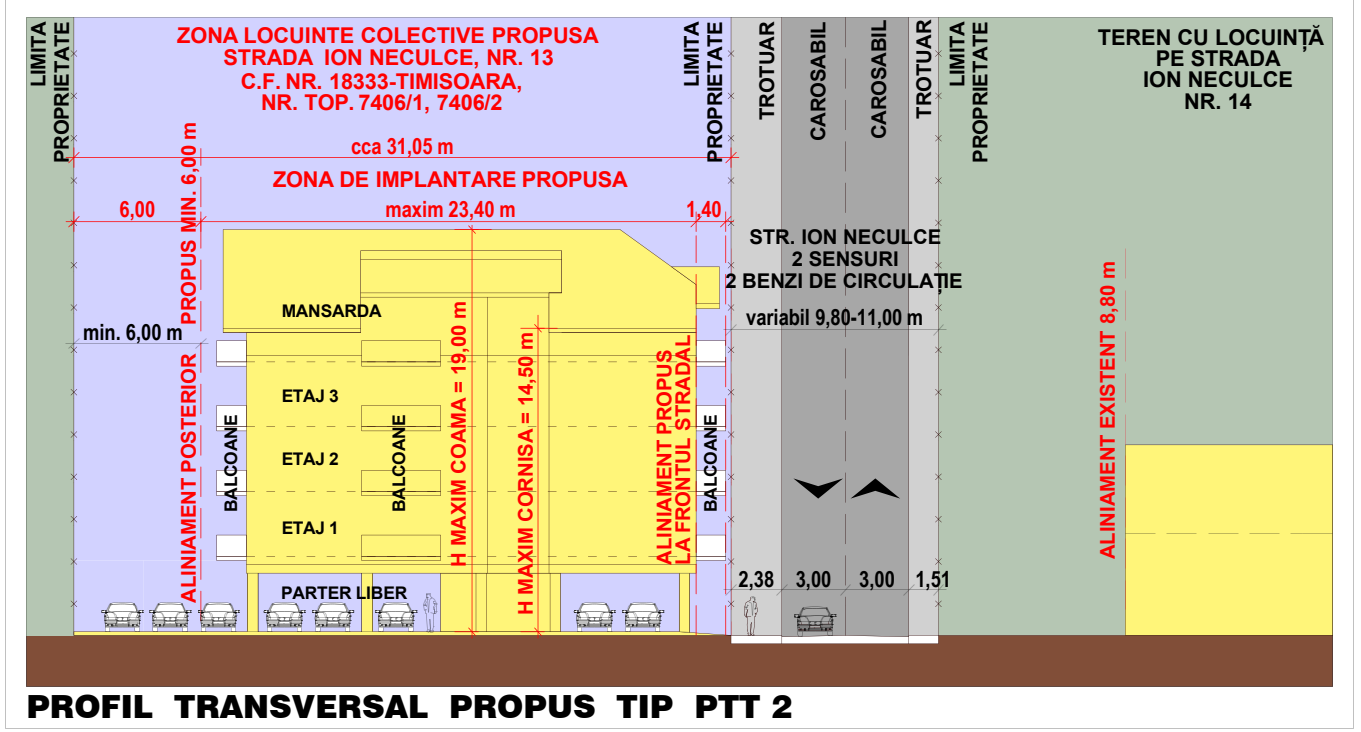 LIMITA
PROPRIETATE
ZONA LOCUINTE COLECTIVE PROPUSA
STRADA ION NECULCE, NR. 13
C.F. NR. 18333-TIMISOARA,
NR. TOP. 7406/1, 7406/2
LIMITA
PROPRIETATE
TROTUAR
CAROSABIL
CAROSABIL
TROTUAR
LIMITA
PROPRIETATE
TEREN CU LOCUINȚĂ
PE STRADA
ION NECULCE
NR. 14
cca 31,05 m
ZONA DE IMPLANTARE PROPUSA
6,00
maxim 23,40 m
1,40
ALINIAMENT POSTERIOR PROPUS MIN. 6,00 m
STR. ION NECULCE
2 SENSURI
2 BENZI DE CIRCULAȚIE
variabil 9,80-11,00 m
min. 6,00 m
MANSARDA
ETAJ 3
ETAJ 2
ETAJ 1
PARTER LIBER
BALCOANE
BALCOANE
H MAXIM COAMA = 19,00 m
H MAXIM CORNISA = 14,50 m
ALINIAMENT PROPUS
LA FRONTUL STRADAL
BALCOANE
ALINIAMENT EXISTENT 8,80 m
2,38
3,00
3,00
1,51
PROFIL TRANSVERSAL PROPUS TIP PTT 2